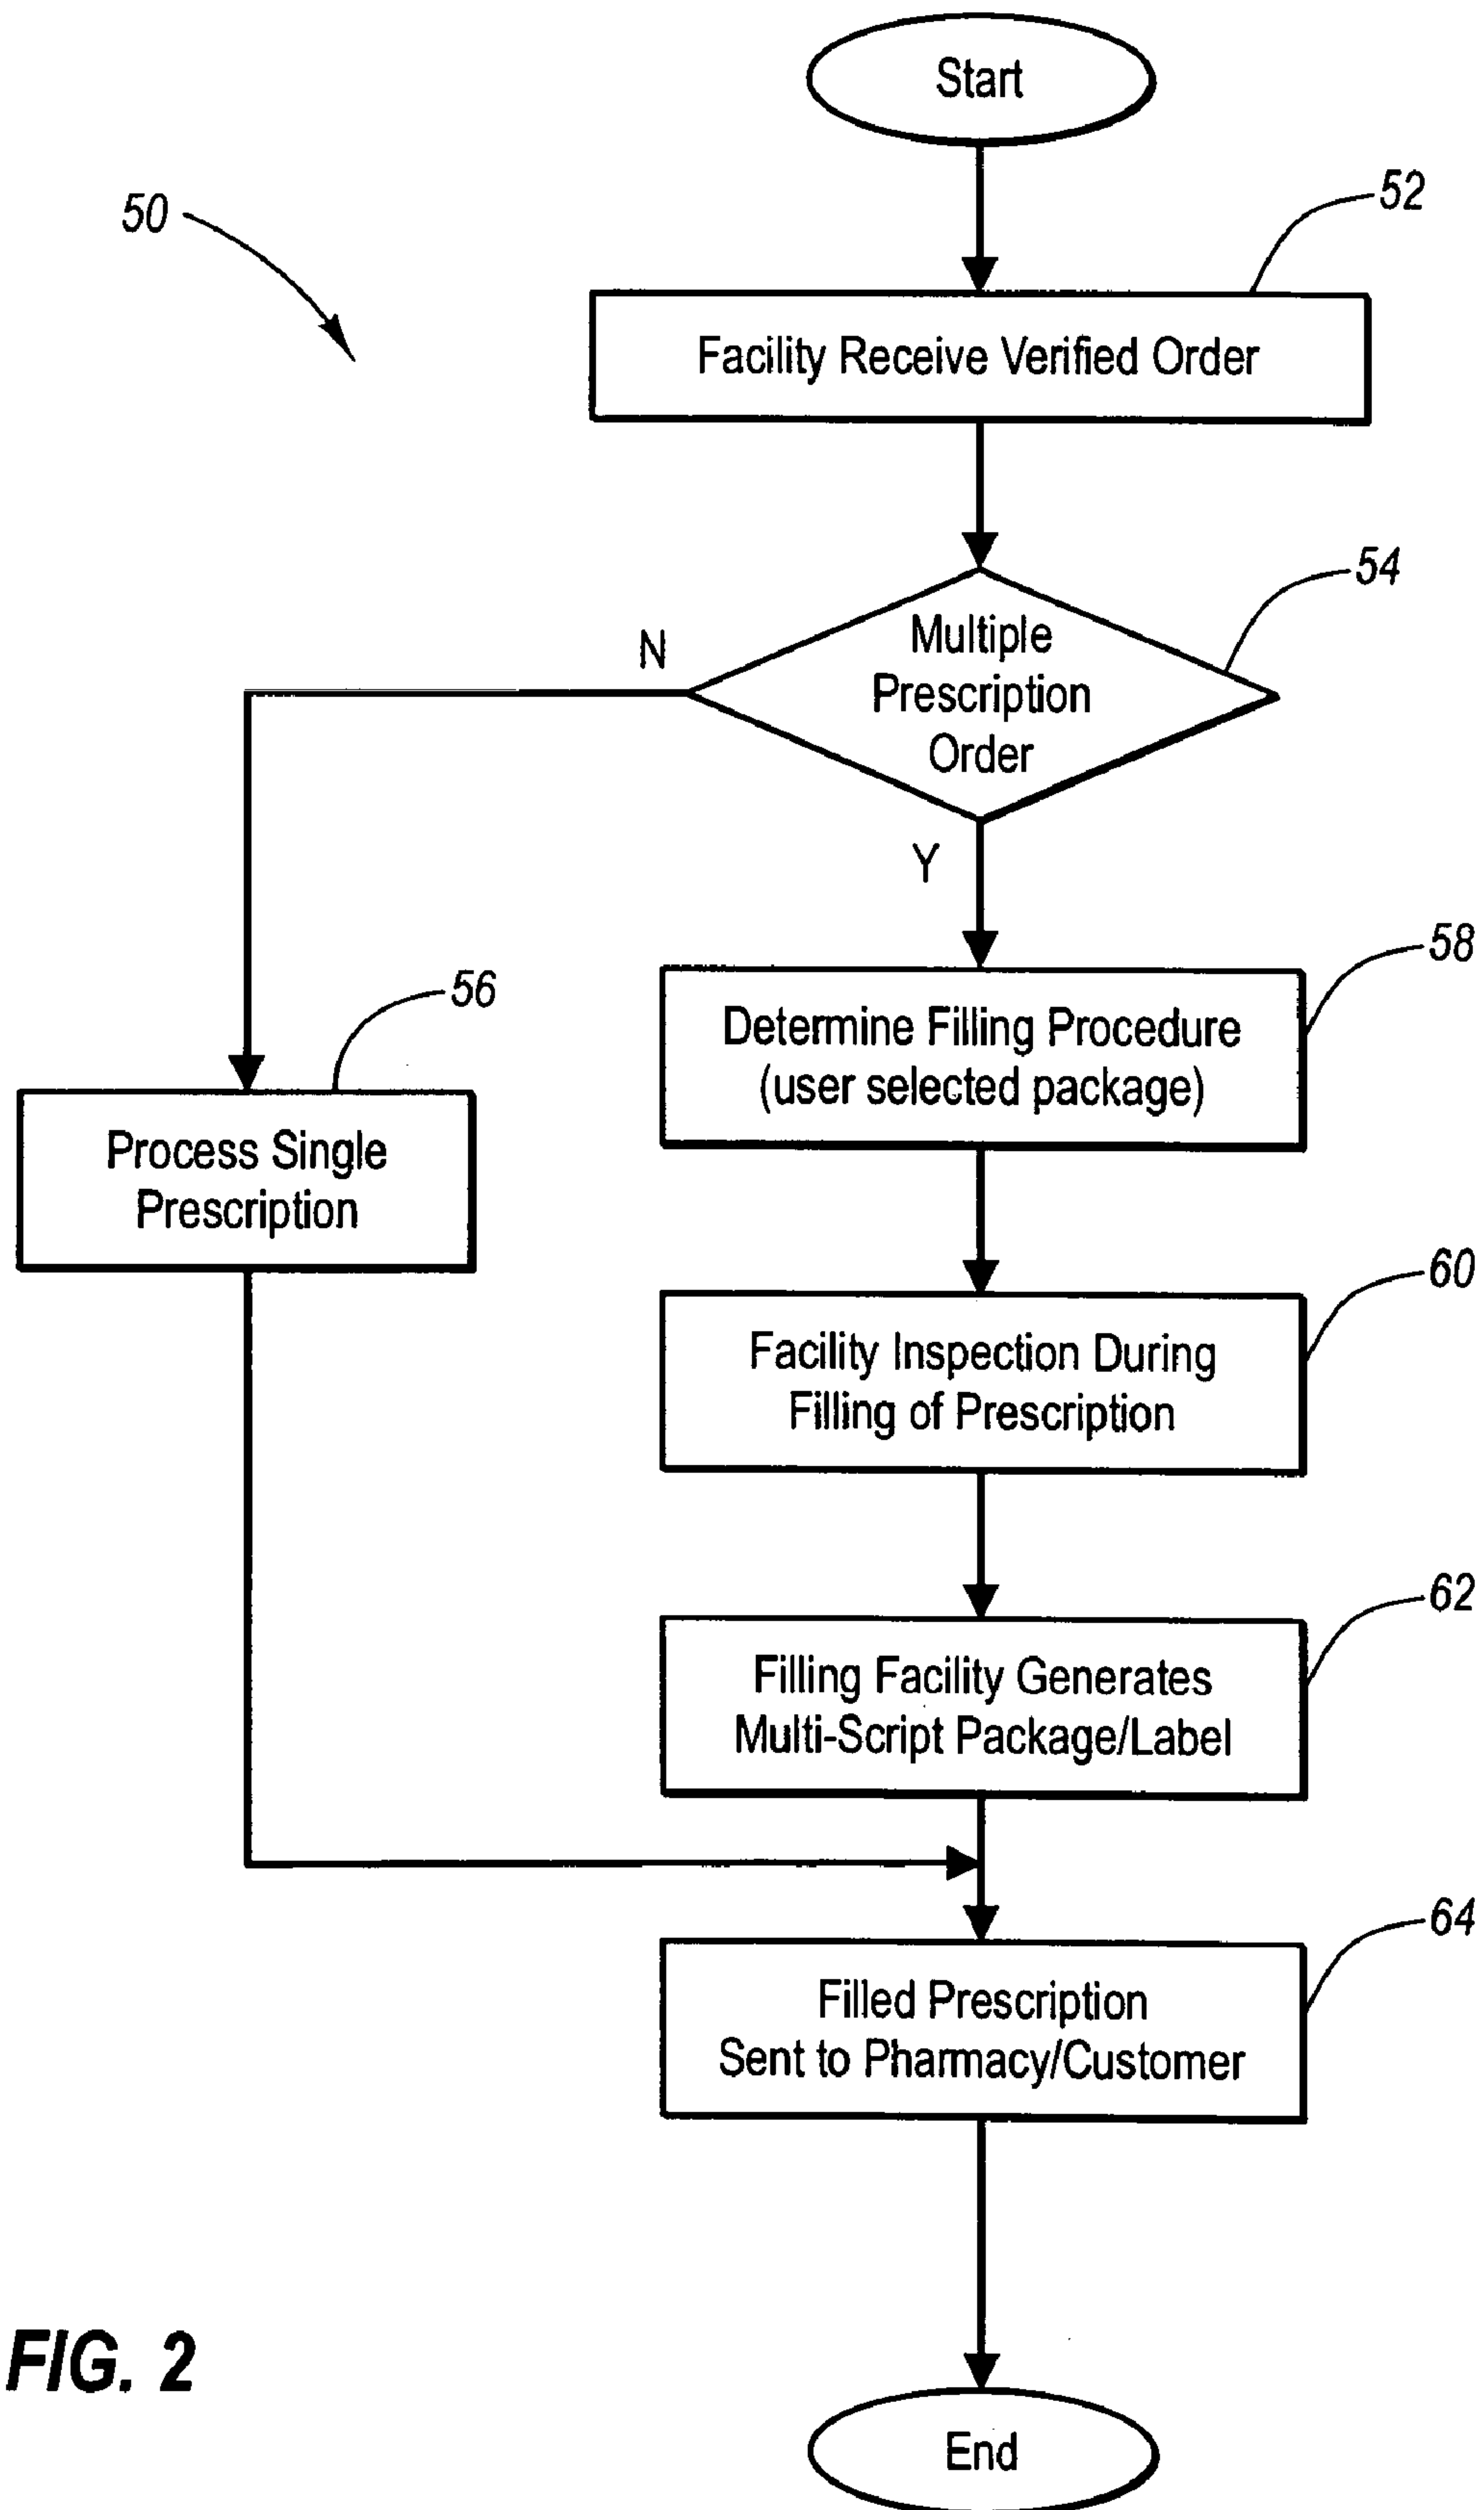 Start
50
52
Facility Receive Verified Order
54
Multiple
Prescription
Order
N
Y
58
Determine Filling Procedure
(user selected package)
56
Process Single
Prescription
60
Facility Inspection During
Filling of Prescription
62
Filling Facility Generates
Multi-Script Package/Label
64
Filled Prescription
Sent to Pharmacy/Customer
FIG. 2
End